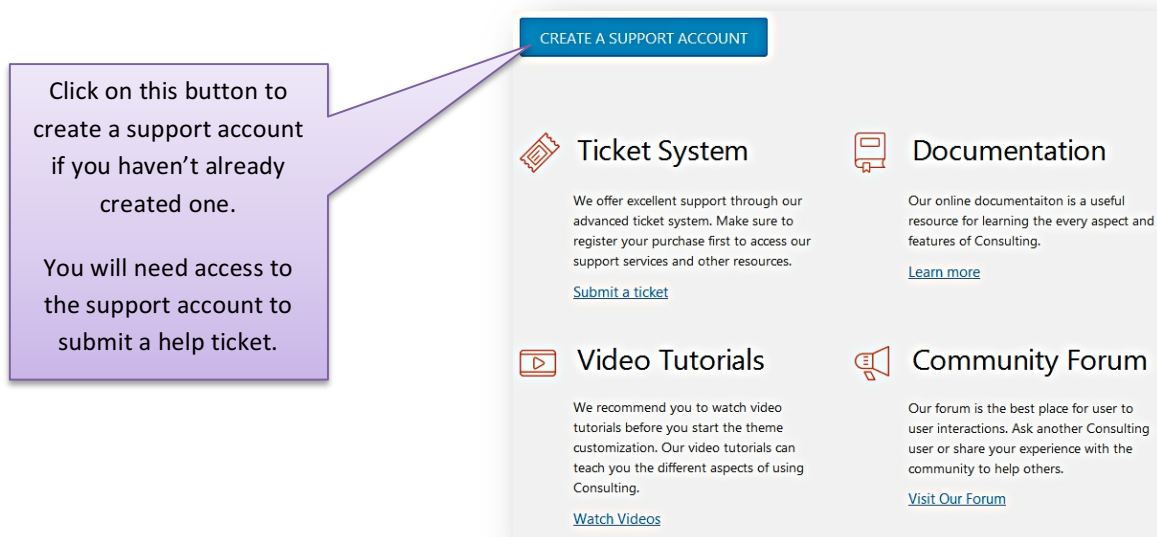 CREATE A SUPPORT ACCOUNT
Click on this button to
create a support account
if you haven’t already
created one.
You will need access to
the support account to
submit a help ticket.
Ticket System
We offer excellent support through our
advanced ticket system. Make sure to
register your purchase first to access our
support services and other resources.
Submit a ticket
Documentation
Our online documentaiton is a useful
resource for learning the every aspect and
features of Consulting.
Learn more
Video Tutorials
We recommend you to watch video
tutorials before you start the theme
customization. Our video tutorials can
teach you the different aspects of using
Consulting.
Watch Videos
Community Forum
Our forum is the best place for user to
user interactions. Ask another Consulting
user or share your experience with the
community to help others.
Visit Our Forum